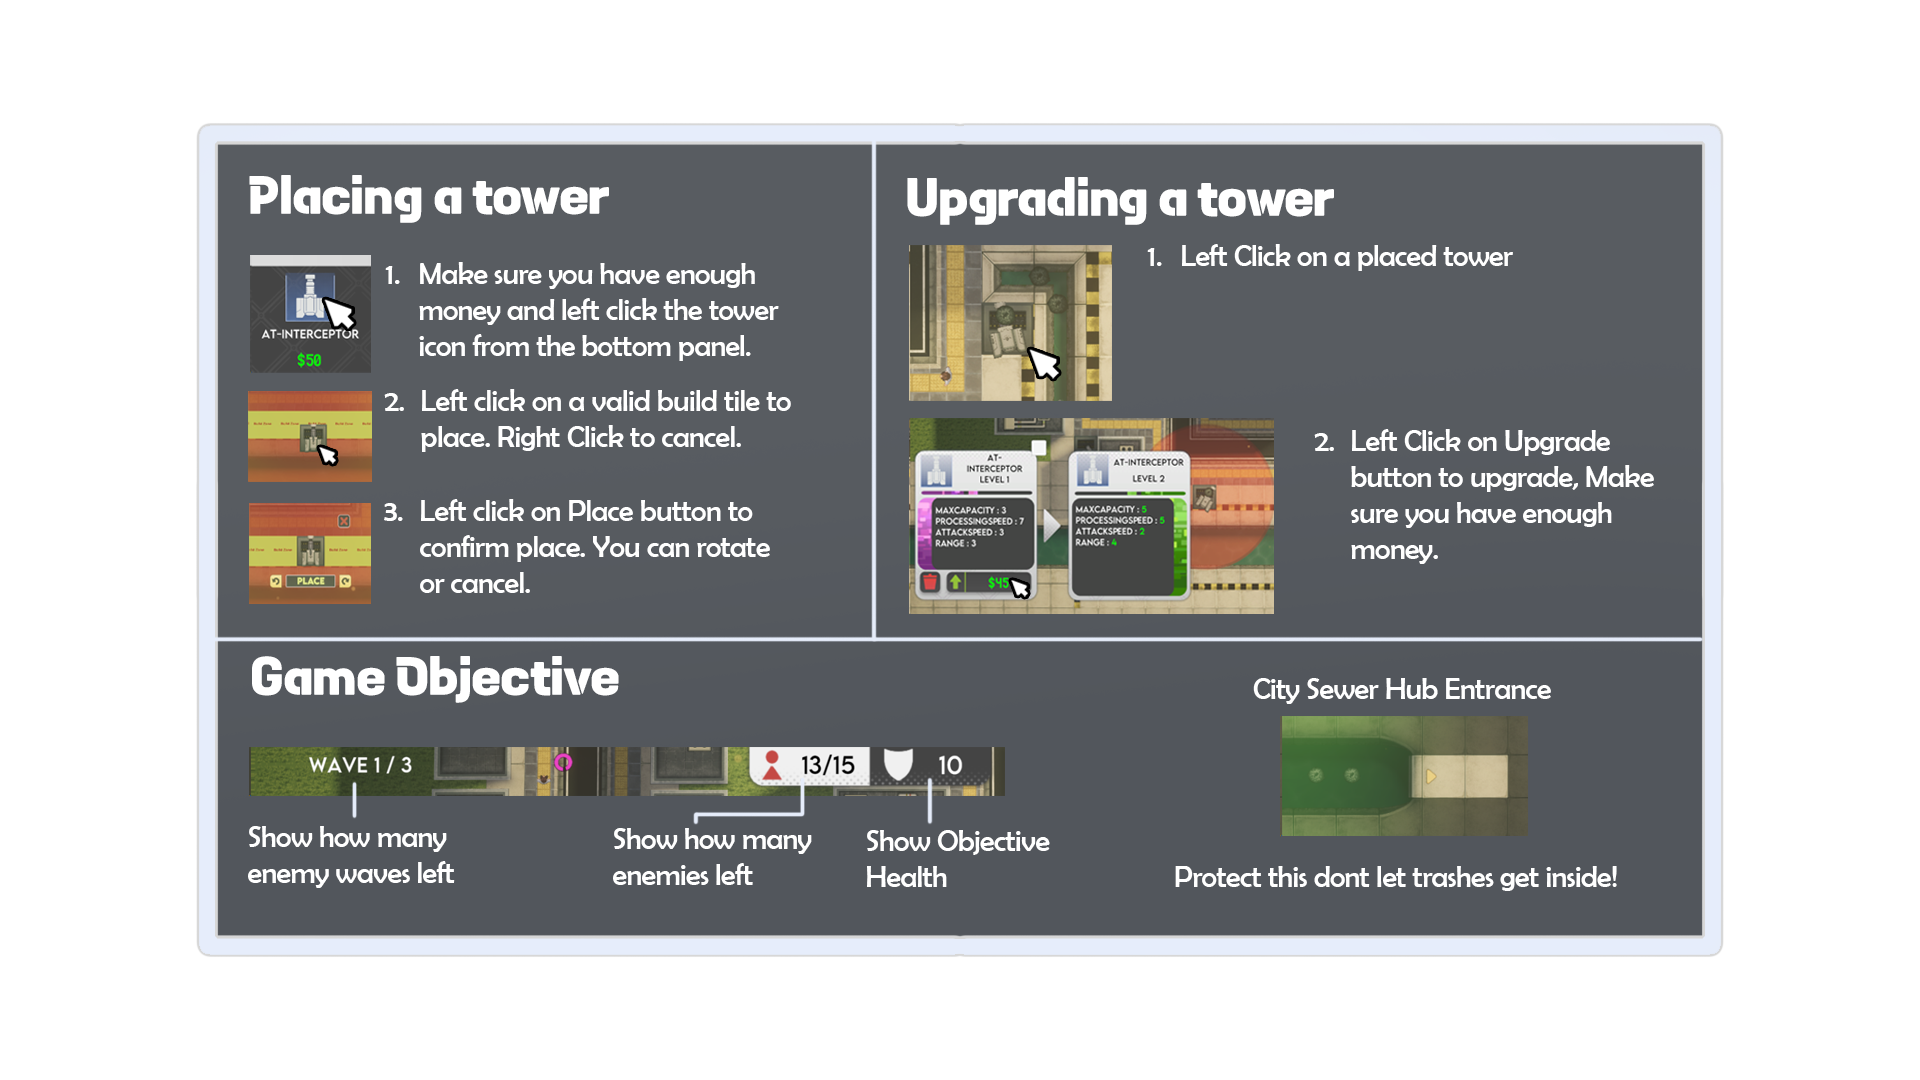 Placing a tower
AT-INTERCEPTOR
$50
1. Make sure you have enough
money and left click the tower
icon from the bottom panel.
2. Left click on a valid build tile to
place. Right Click to cancel.
PLACE
3. Left click on Place button to
confirm place. You can rotate
or cancel.
Upgrading a tower
1. Left Click on a placed tower
AT-
INTERCEPTOR
LEVEL 1
MAXCAPACITY : 3
PROCESSINGSPEED : 7
ATTACKSPEED : 3
RANGE : 3
$45
AT-INTERCEPTOR
LEVEL 2
MAXCAPACITY : 5
PROCESSINGSPEED : 5
ATTACKSPEED : 2
RANGE : 4
2. Left Click on Upgrade
button to upgrade, Make
sure you have enough
money.
Game Objective
WAVE 1 / 3
13/15
10
Show how many
enemy waves left
Show how many
enemies left
Show Objective
Health
City Sewer Hub Entrance
Protect this dont let trashes get inside!